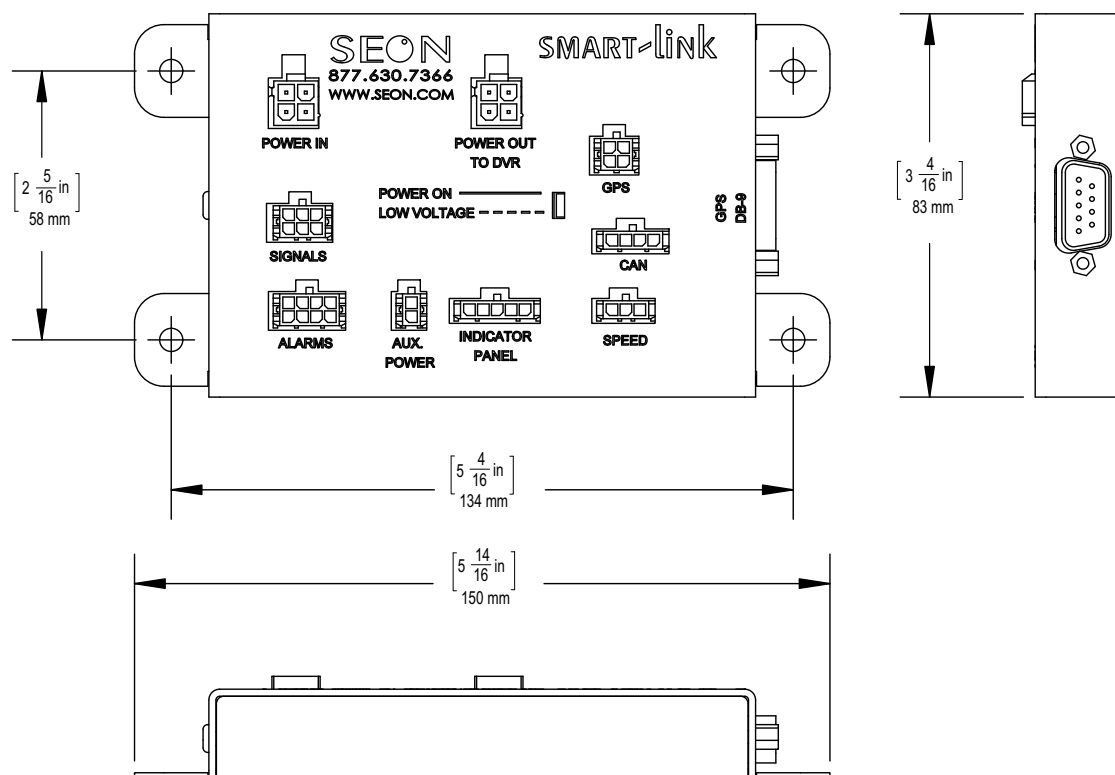 SEON
877.630.7366
WWW.SEON.COM
SMART-link
POWER IN
POWER OUT
TO DVR
GPS
POWER ON
LOW VOLTAGE
GPS
DB-9
SIGNALS
CAN
ALARMS
AUX.
POWER
INDICATOR
PANEL
SPEED
[2 5/16 in]
58 mm
[3 4/16 in]
83 mm
[5 4/16 in]
134 mm
[5 14/16 in]
150 mm